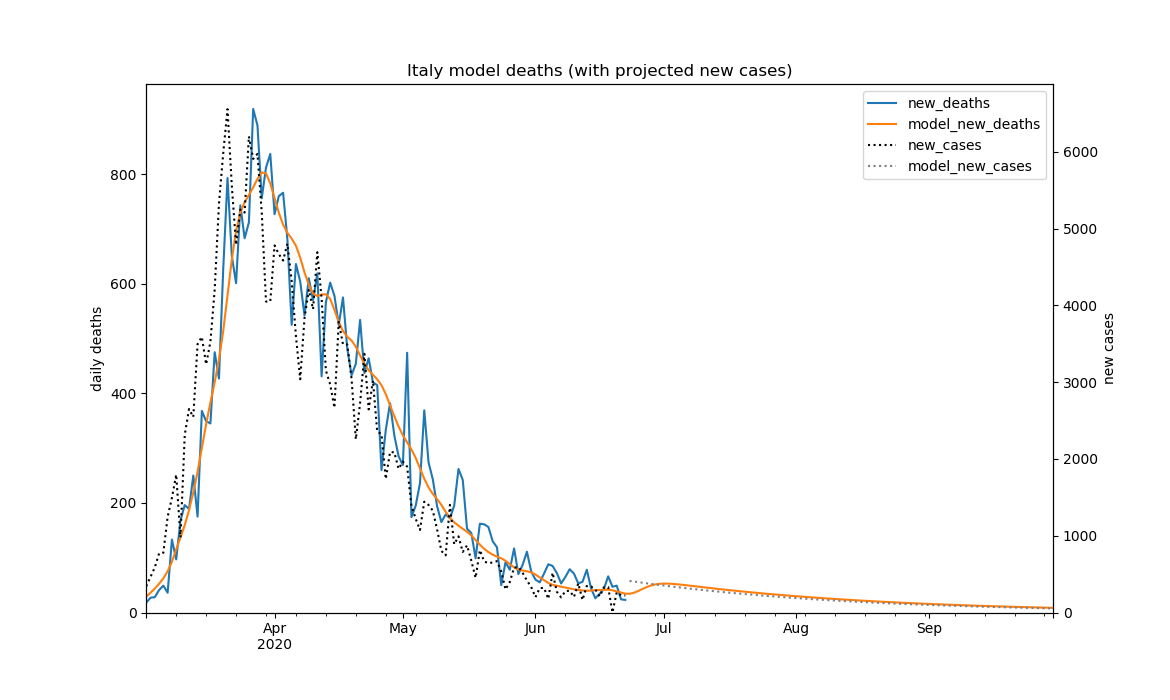 Italy model deaths (with projected new cases)
new_deaths
model_new_deaths
new_cases
model_new_cases
daily deaths
800
600
400
200
0
new cases
6000
5000
4000
3000
2000
1000
0
Apr
2020
May
Jun
Jul
Aug
Sep